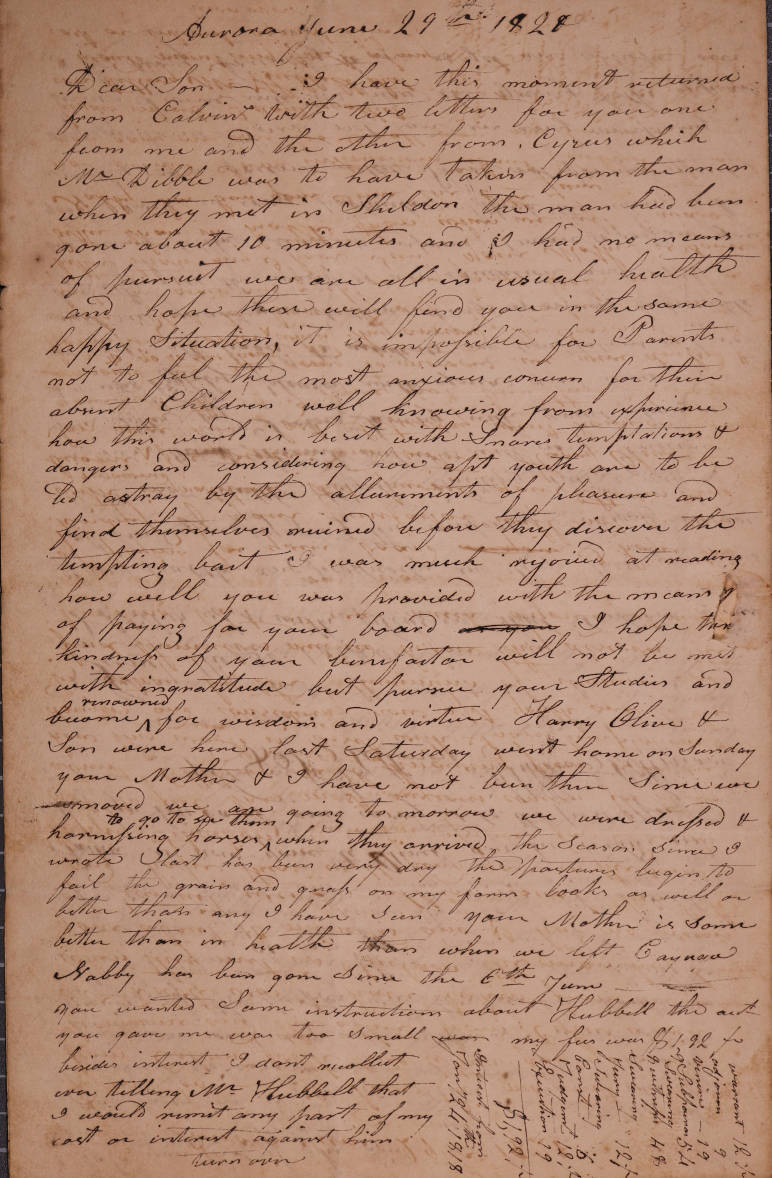 Aurora June 29th 1828
Dear Son — I have this moment returned
from Calvins with two letters for you one
from me and the other from Cyrus which
Mr Dibble was to have taken from the man
when they met in Sheldon the man had been
gone about 10 minutes and I had no means
of pursuit we are all in usual health
and hope these will find you in the same
happy Situation, it is impossible for Parents
not to feel the most anxious concern for their
absent Children well knowing from experience
how this world is beset with Snares temptations &
dangers and considering how apt youth are to be
led astray by the allurements of pleasure and
find themselves ruined before they discover the
tempting bait I was much rejoiced at reading
how well you was provided with the means of
of paying for your board or you I hope the
kindness of your benefactor will not be met
with ingratitude but pursue your Studies and
renowned
become ^ for wisdom and virtue Harry Olive &
Son were here last Saturday went home on Sunday
your Mother & I have not been there Since we
removed we are going to morrow we were dressed &
to go to see them
harnessing horses ^ when they arrived the Season Since I
wrote last has been very dry the pastures begin to
fail the grain and grass on my farm looks as well or
better than any I have Seen your Mother is Some
better than in health than when we left Cayuga
Nabby has been gone Since the 6th June
you wanted Some instruction about Hubbell the act
you gave me was too small my fees was $1,92
besides interest I dont recollect
ever telling Mr Hubbell that
I would remit any part of my
cost or interest against him
turn over
warrant 12
adjourn 9
venire — 19
Subpoena 54
Swearing
Witnesses 48
Swearing
jury — 12
Swearing
Const — 6
Judgment 12
Execution 19
$1,92
Interest from
Jan 24th 1818